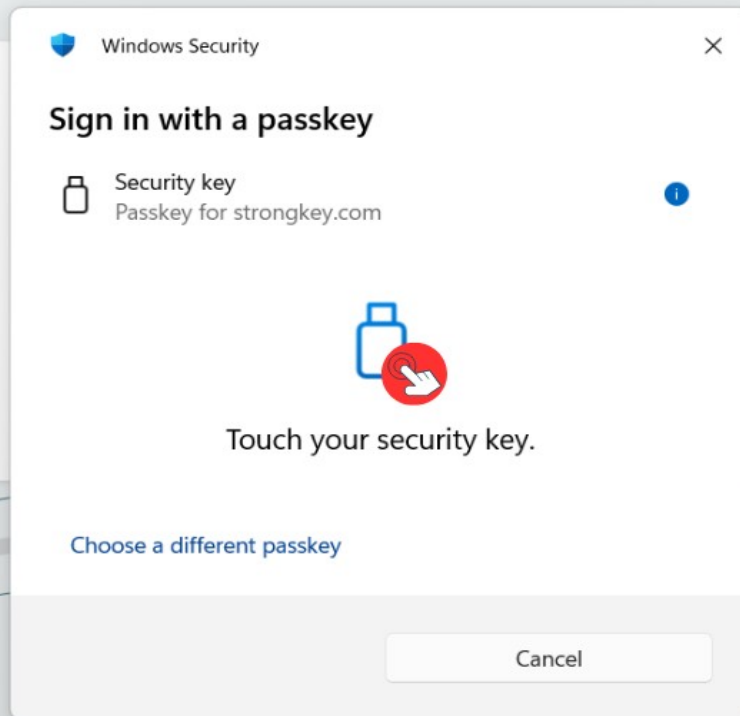 Windows Security
Sign in with a passkey
Security key
Passkey for strongkey.com
Touch your security key.
Choose a different passkey
Cancel